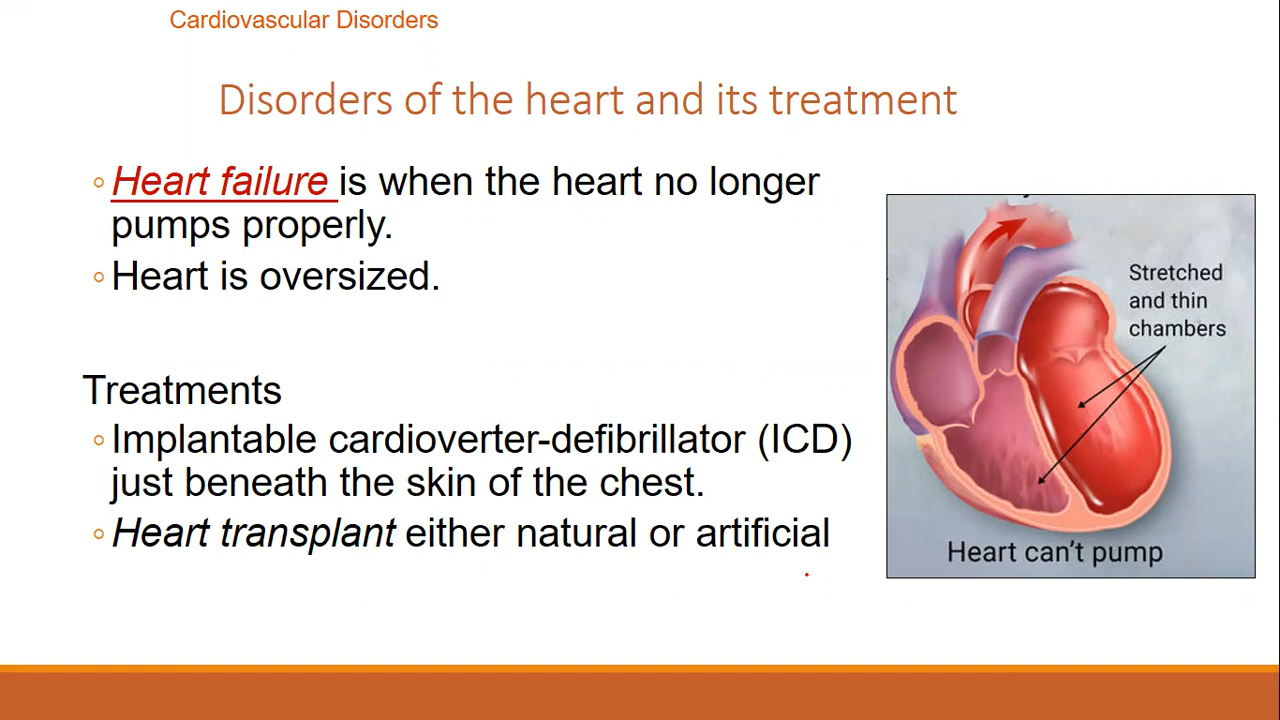 Cardiovascular Disorders
Disorders of the heart and its treatment
◦Heart failure is when the heart no longer
pumps properly.
◦Heart is oversized.
Treatments
◦Implantable cardioverter-defibrillator (ICD)
just beneath the skin of the chest.
◦Heart transplant either natural or artificial
Stretched
and thin
chambers
Heart can't pump